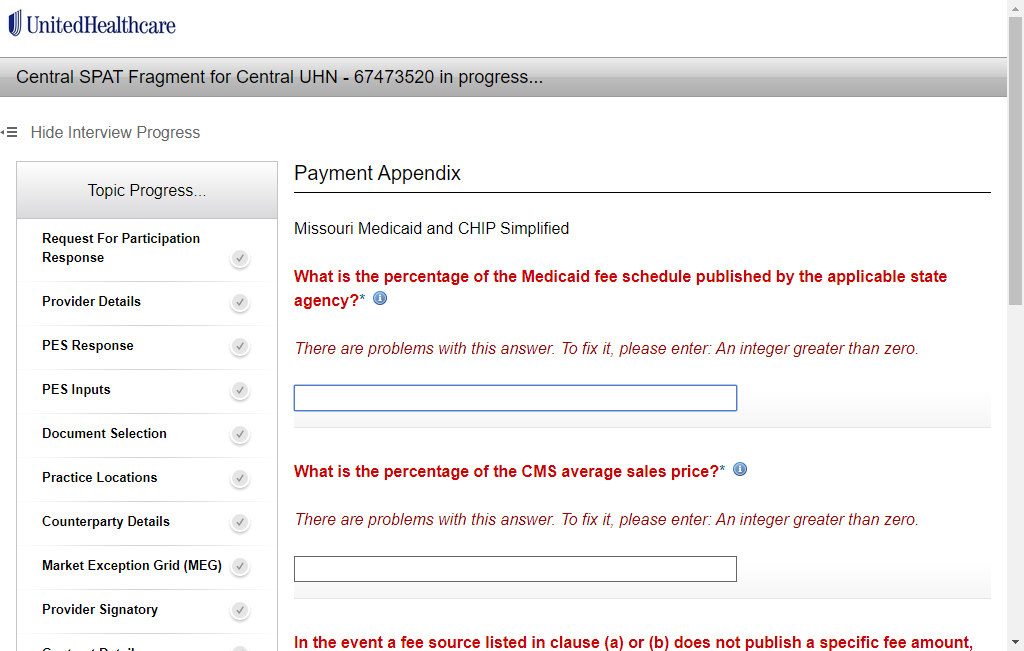 UnitedHealthcare
Central SPAT Fragment for Central UHN - 67473520 in progress...
Hide Interview Progress
Topic Progress...
Request For Participation
Response
Provider Details
PES Response
PES Inputs
Document Selection
Practice Locations
Counterparty Details
Market Exception Grid (MEG)
Provider Signatory
Payment Appendix
Missouri Medicaid and CHIP Simplified
What is the percentage of the Medicaid fee schedule published by the applicable state
agency?*
There are problems with this answer. To fix it, please enter: An integer greater than zero.
What is the percentage of the CMS average sales price?*
There are problems with this answer. To fix it, please enter: An integer greater than zero.
In the event a fee source listed in clause (a) or (b) does not publish a specific fee amount,